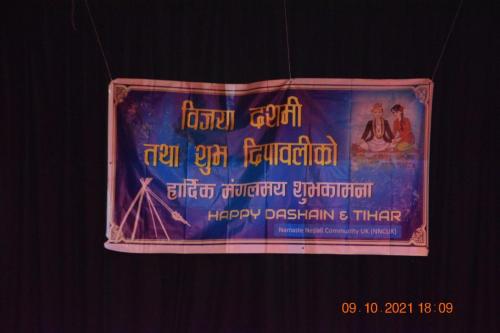 विजया दशमी
तथा शुभ दिपावलीको
हार्दिक मंगलमय शुभकामना
HAPPY DASHAIN & TIHAR
Namaste Nepali Community UK (NNCUK)
09.10.2021 18:09